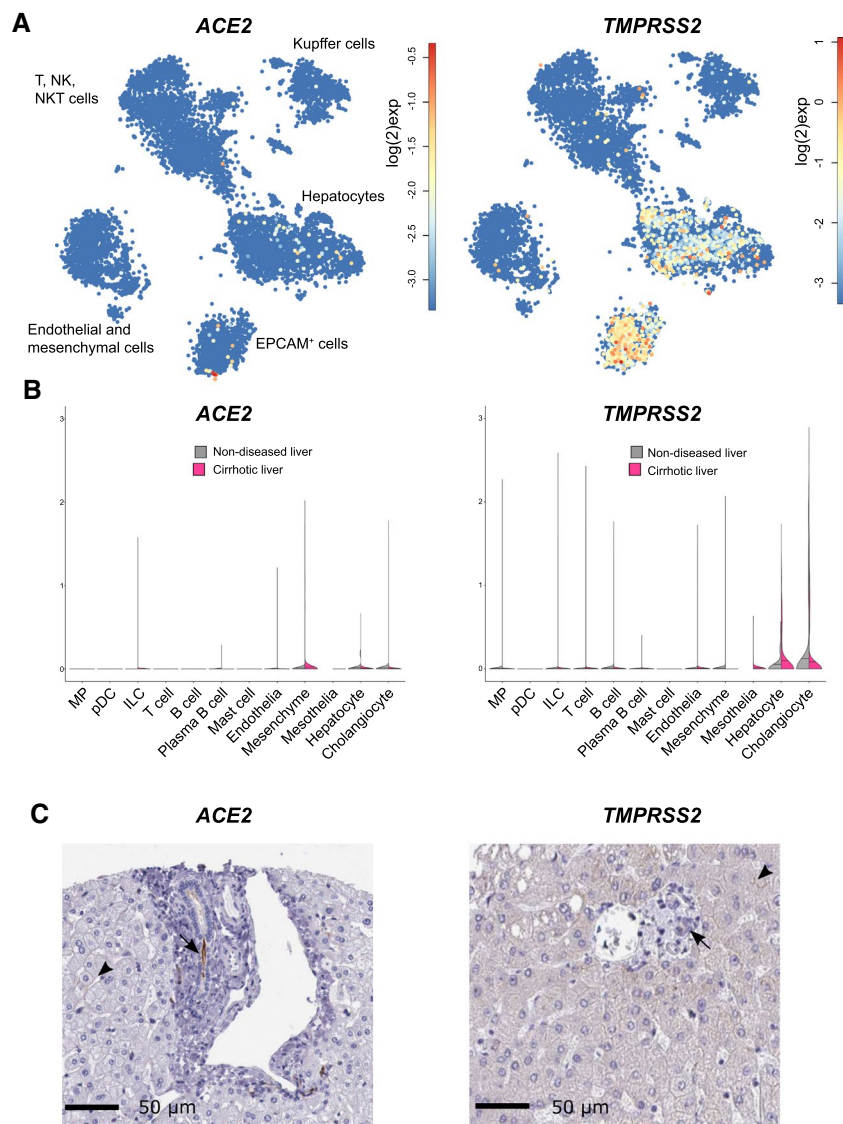 A
ACE2
TMPRSS2
Kupffer cells
T, NK,
NKT cells
Hepatocytes
Endothelial and
mesenchymal cells
EPCAM⁺ cells
log(2)exp
-0.5
-1.0
-1.5
-2.0
-2.5
-3.0
log(2)exp
1
0
-1
-2
-3
B
ACE2
TMPRSS2
3
2
1
0
Non-diseased liver
Cirrhotic liver
MP
pDC
ILC
T cell
B cell
Plasma B cell
Mast cell
Endothelia
Mesenchyme
Mesothelia
Hepatocyte
Cholangiocyte
3
2
1
0
Non-diseased liver
Cirrhotic liver
MP
pDC
ILC
T cell
B cell
Plasma B cell
Mast cell
Endothelia
Mesenchyme
Mesothelia
Hepatocyte
Cholangiocyte
C
ACE2
TMPRSS2
50 µm
50 µm